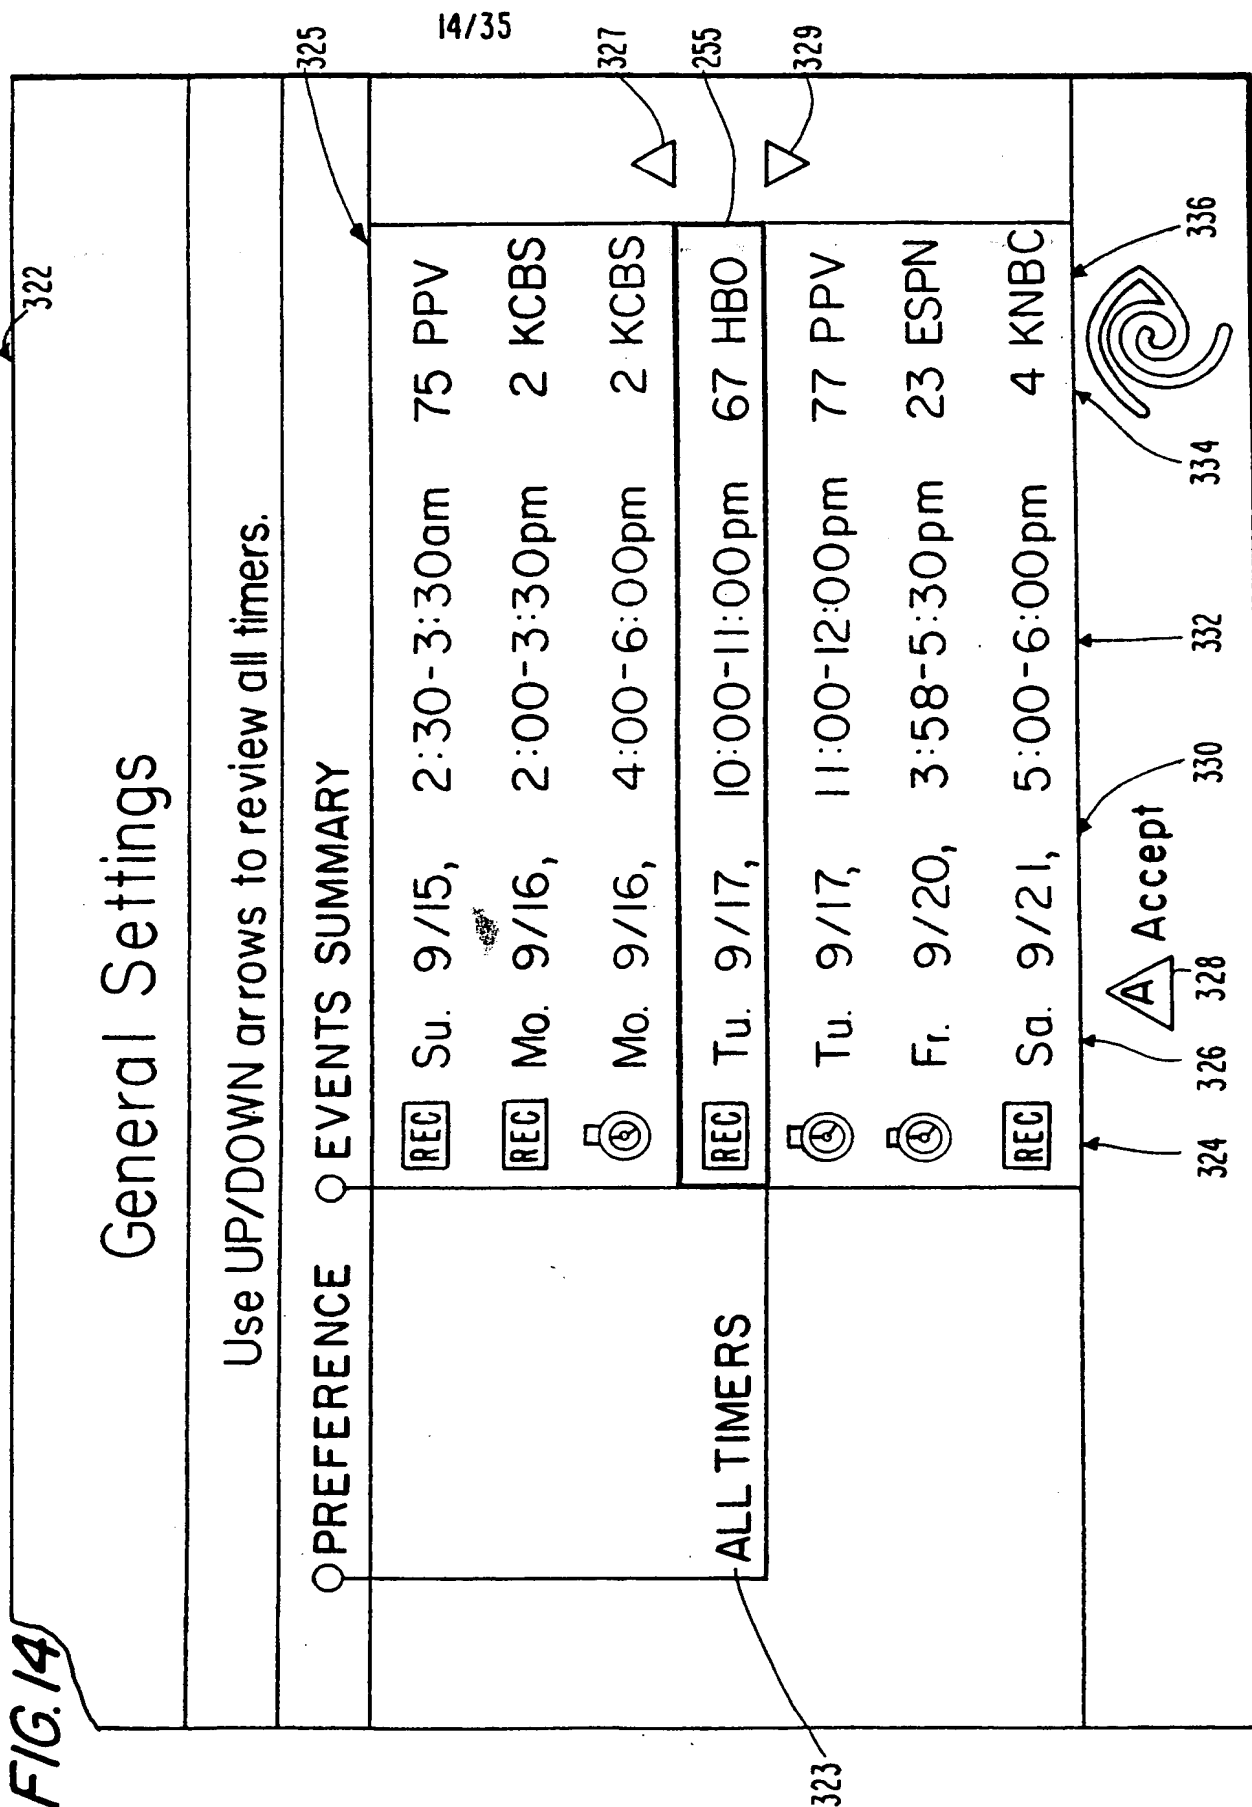 14/35
FIG. 14
322
General Settings
Use UP/DOWN arrows to review all timers.
PREFERENCE
EVENTS SUMMARY
325
REC Su. 9/15, 2:30-3:30am 75 PPV
REC Mo. 9/16, 2:00-3:30pm 2 KCBS
Mo. 9/16, 4:00-6:00pm 2 KCBS
327
ALL TIMERS
REC Tu. 9/17, 10:00-11:00pm 67 HBO
255
Tu. 9/17, 11:00-12:00pm 77 PPV
329
Fr. 9/20, 3:58-5:30pm 23 ESPN
REC Sa. 9/21, 5:00-6:00pm 4 KNBC
323
A Accept
324
326
328
330
332
334
336